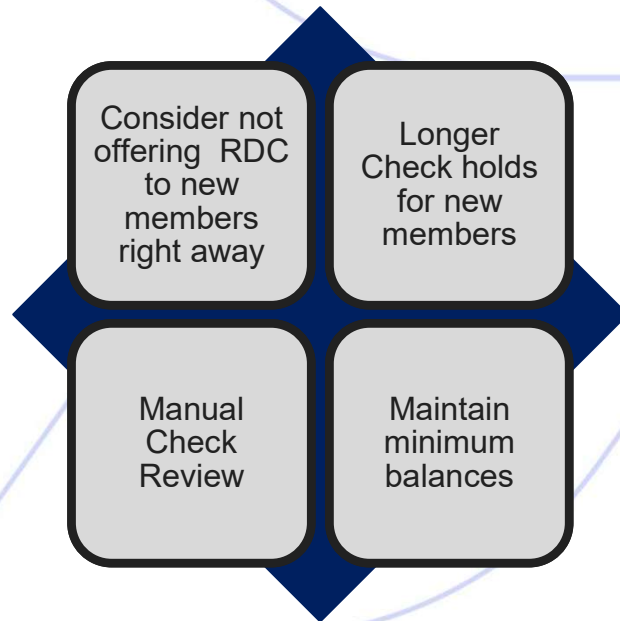 Consider not
offering  RDC
to new
members
right away
Longer
Check holds
for new
members
Manual
Check
Review
Maintain
minimum
balances